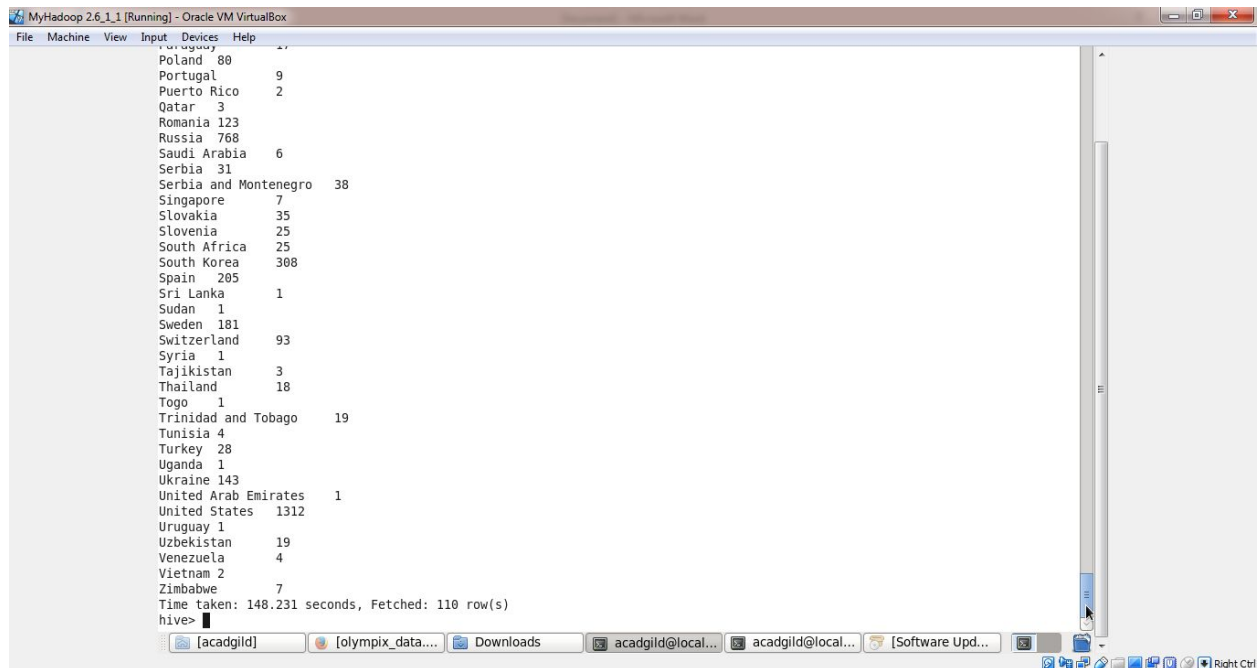 MyHadoop 2.6_1_1 [Running] - Oracle VM VirtualBox
File Machine View Input Devices Help
Paraguay 17
Poland 80
Portugal 9
Puerto Rico 2
Qatar 3
Romania 123
Russia 768
Saudi Arabia 6
Serbia 31
Serbia and Montenegro 38
Singapore 7
Slovakia 35
Slovenia 25
South Africa 25
South Korea 308
Spain 205
Sri Lanka 1
Sudan 1
Sweden 181
Switzerland 93
Syria 1
Tajikistan 3
Thailand 18
Togo 1
Trinidad and Tobago 19
Tunisia 4
Turkey 28
Uganda 1
Ukraine 143
United Arab Emirates 1
United States 1312
Uruguay 1
Uzbekistan 19
Venezuela 4
Vietnam 2
Zimbabwe 7
Time taken: 148.231 seconds, Fetched: 110 row(s)
hive>
[acadgild] [olympix_data.... Downloads acadgild@local... acadgild@local... [Software Upd...
Right Ctrl